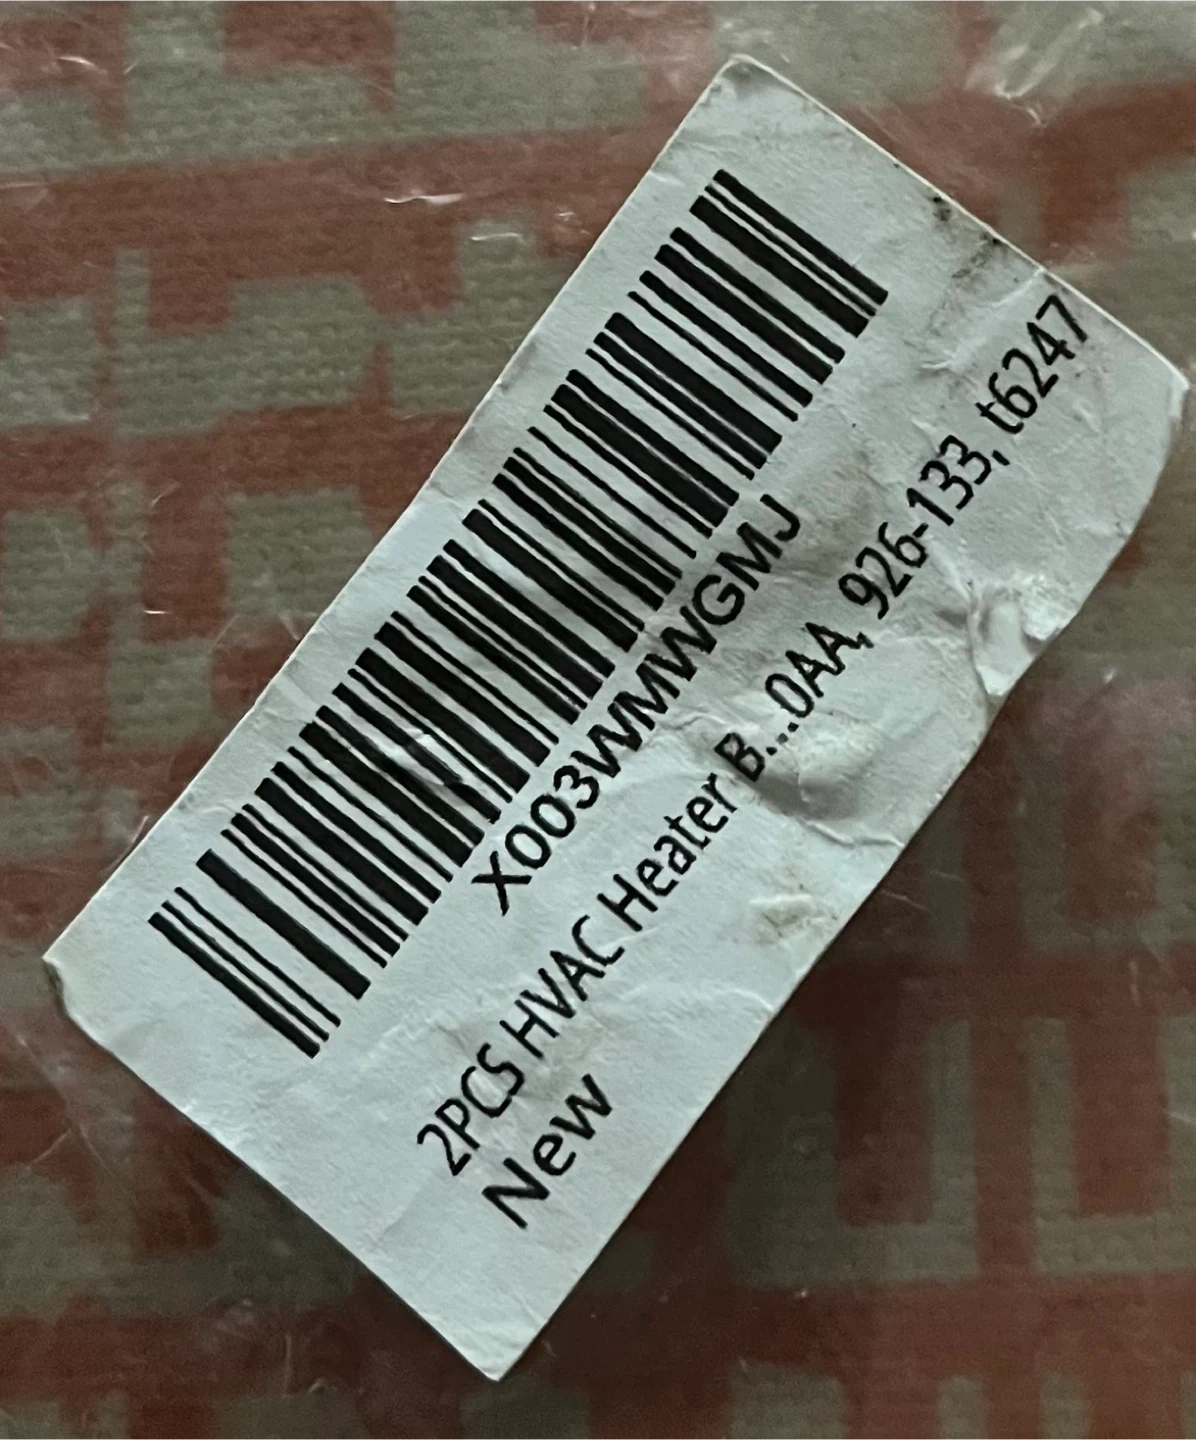 X003WMWGMJ
2PCS HVAC Heater B...0AA, 926-133, t6247
New